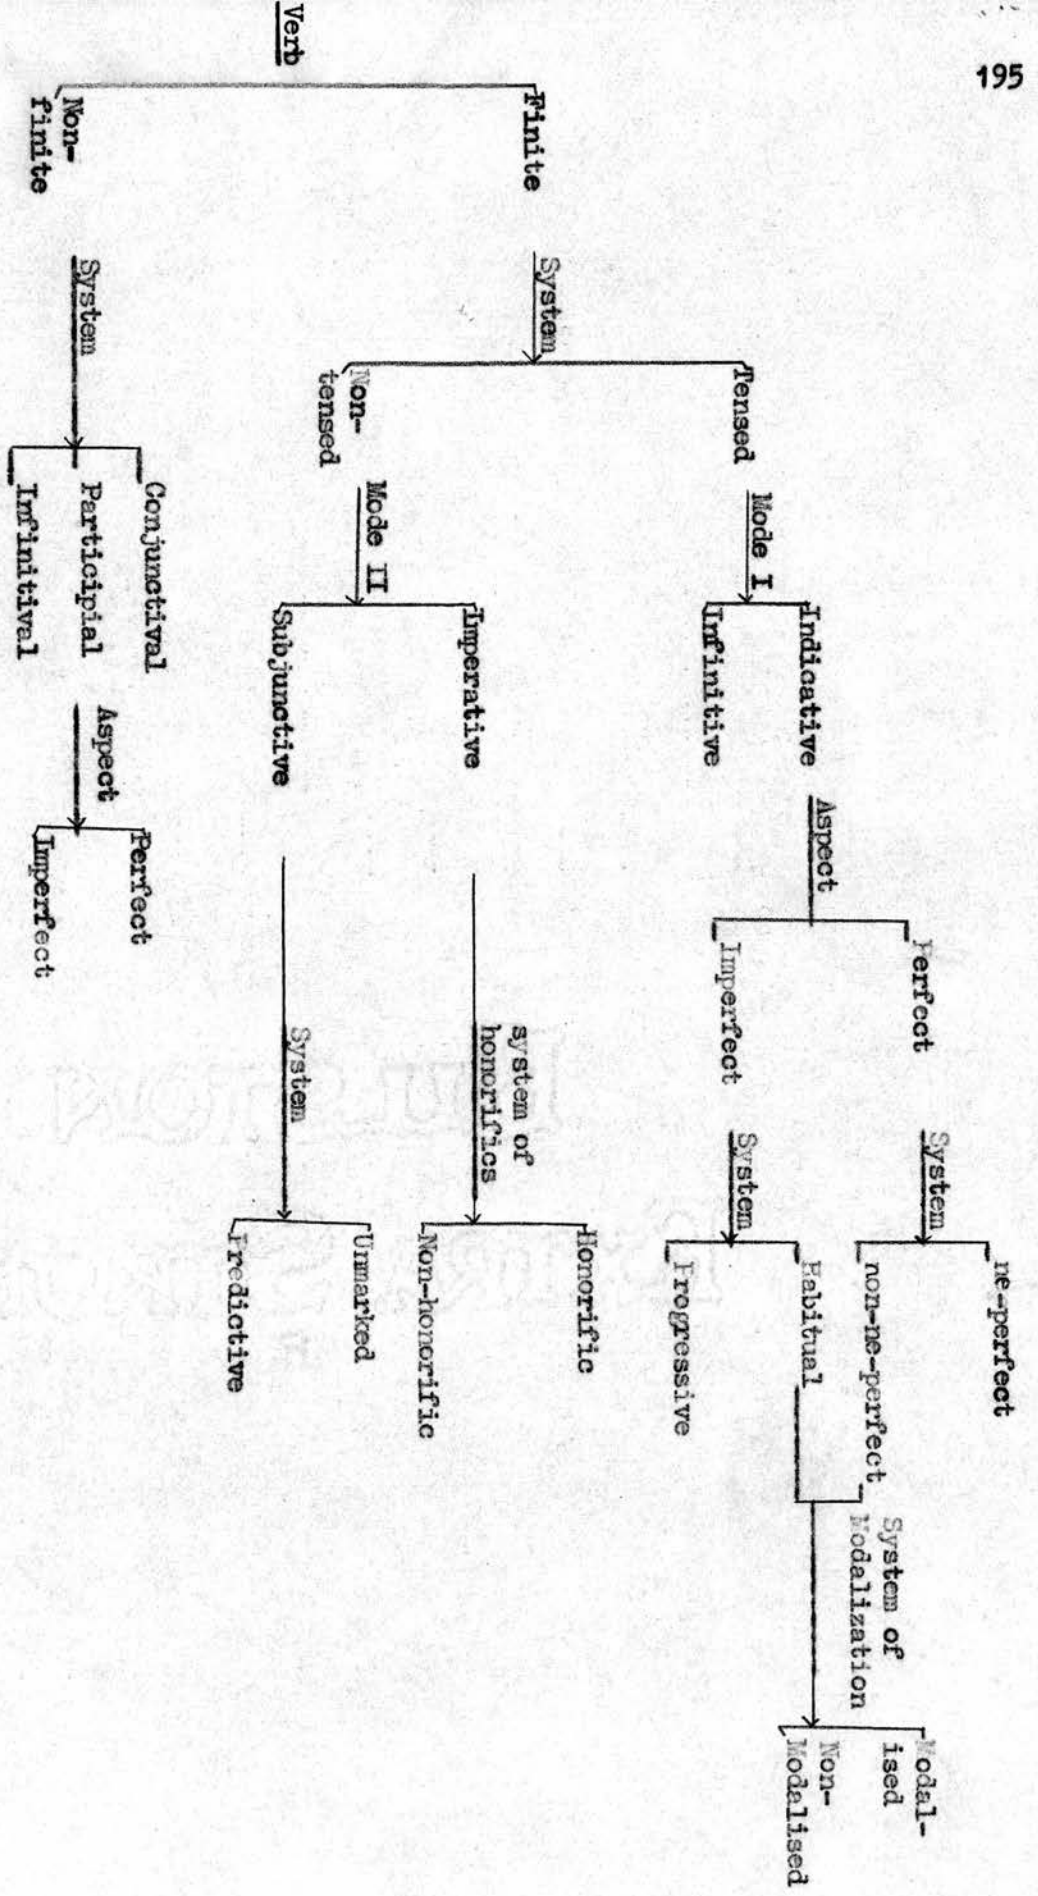 195
Verb
Finite
Non-
finite
System
Tensed
Non-
tensed
Mode I
Indicative
Infinitive
Aspect
Perfect
Imperfect
System
ne-perfect
non-ne-perfect
System
Habitual
Progressive
System of
Modalization
Modal-
ised
Non-
Modalised
Mode II
Imperative
Subjunctive
system of
honorifics
Honorific
Non-honorific
System
Unmarked
Predictive
System
Conjunctival
Participial
Infinitival
Aspect
Perfect
Imperfect